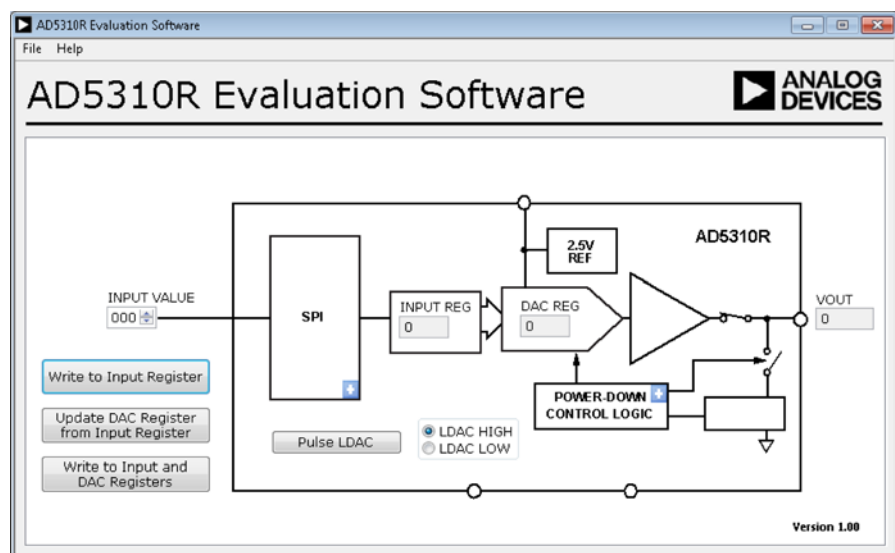 AD5310R Evaluation Software
File Help
AD5310R Evaluation Software
ANALOG
DEVICES
AD5310R
2.5V
REF
INPUT VALUE
000
SPI
INPUT REG
0
DAC REG
0
VOUT
0
Write to Input Register
POWER-DOWN
CONTROL LOGIC
Update DAC Register
from Input Register
Pulse LDAC
LDAC HIGH
LDAC LOW
Write to Input and
DAC Registers
Version 1.00